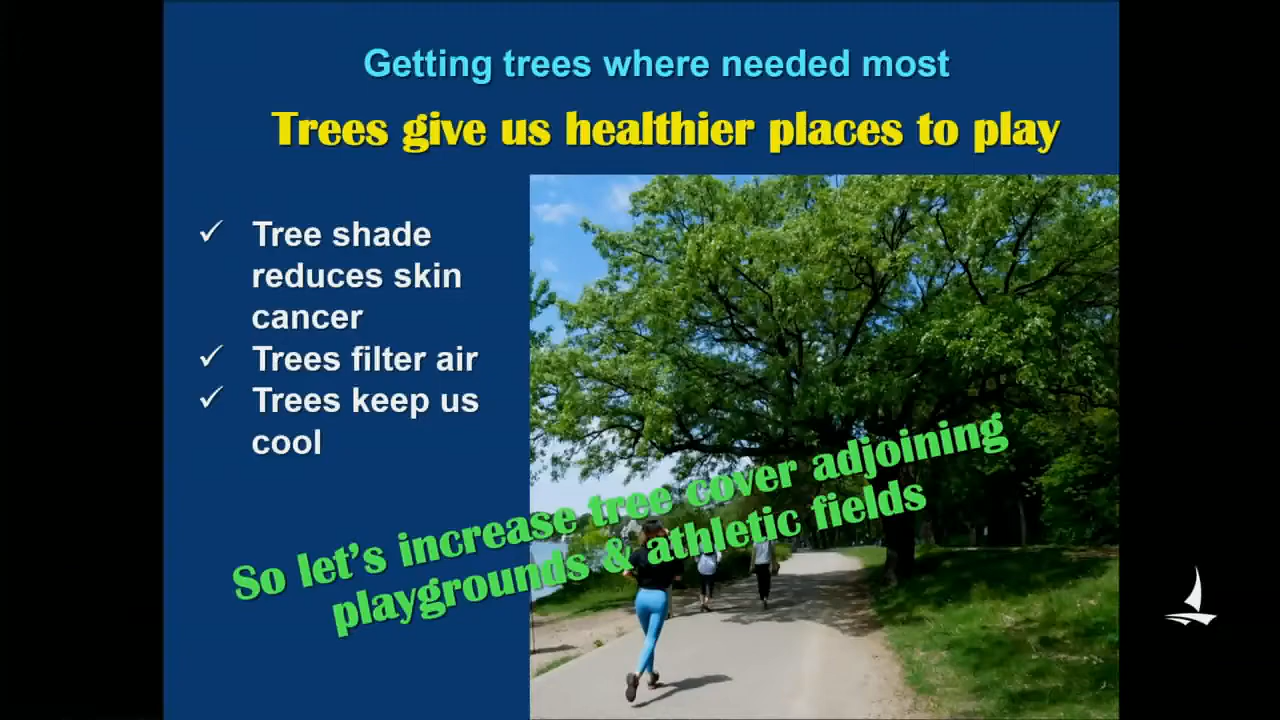 Getting trees where needed most
Trees give us healthier places to play
✓ Tree shade
reduces skin
cancer
✓ Trees filter air
✓ Trees keep us
cool
So let's increase tree cover adjoining
playgrounds & athletic fields